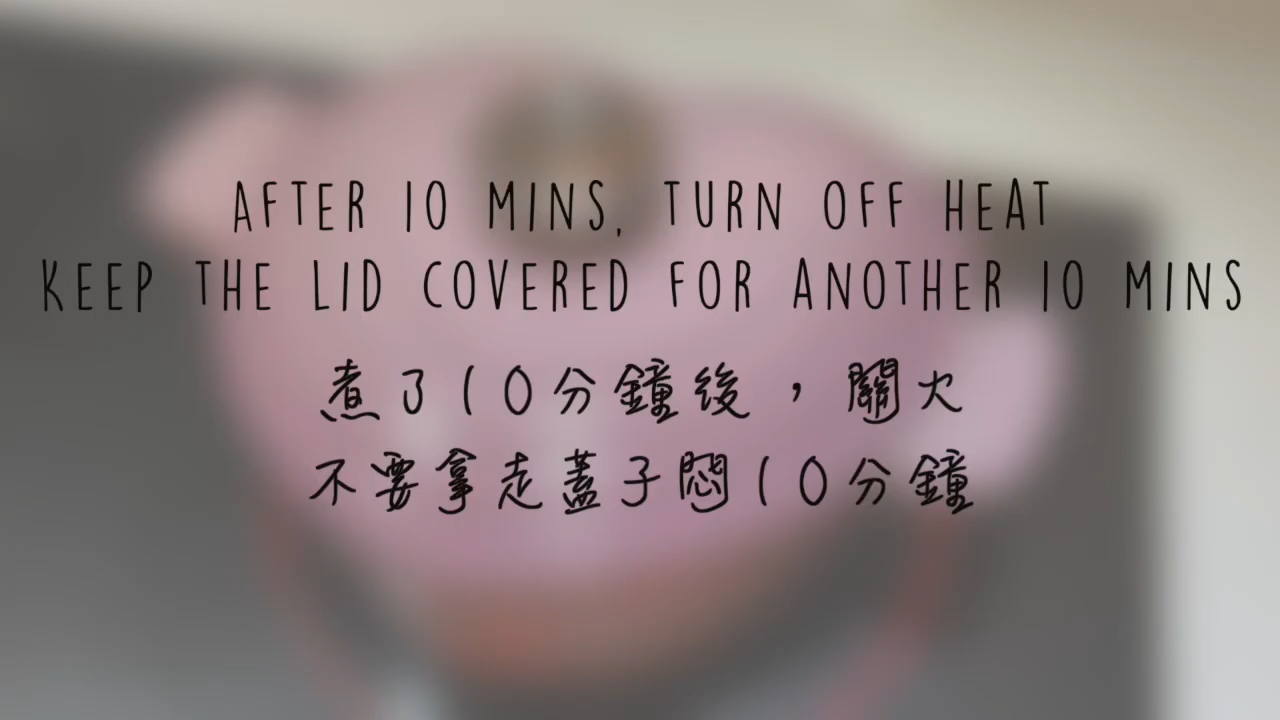 AFTER 10 MINS, TURN OFF HEAT
KEEP THE LID COVERED FOR ANOTHER 10 MINS
煮了10分鐘後，關火
不要拿走蓋子悶10分鐘